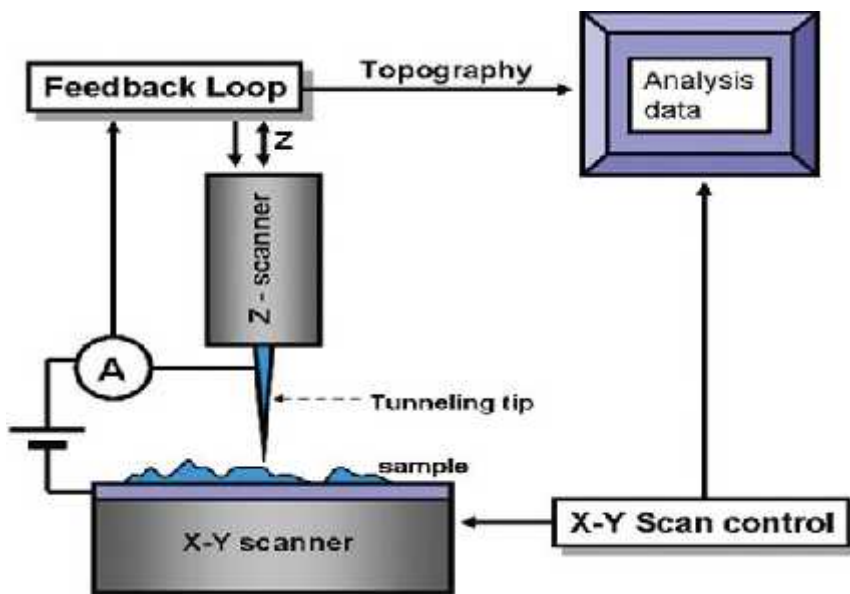 Feedback Loop
Topography
Analysis
data
Z
Z - scanner
A
Tunneling tip
sample
X-Y scanner
X-Y Scan control